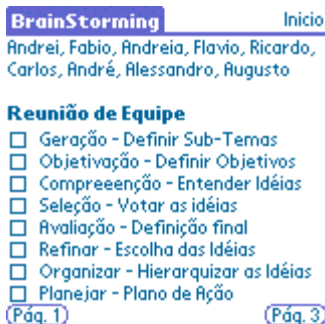 BrainStorming Inicio
Andrei, Fabio, Andreia, Flavio, Ricardo,
Carlos, André, Alessandro, Augusto
Reunião de Equipe
Geração - Definir Sub-Temas
Objetivação - Definir Objetivos
Compreeenção - Entender Idéias
Seleção - Votar as idéias
Avaliação - Definição final
Refinar - Escolha das Idéias
Organizar - Hierarquizar as Idéias
Planejar - Plano de Ação
Pág. 1 Pág. 3